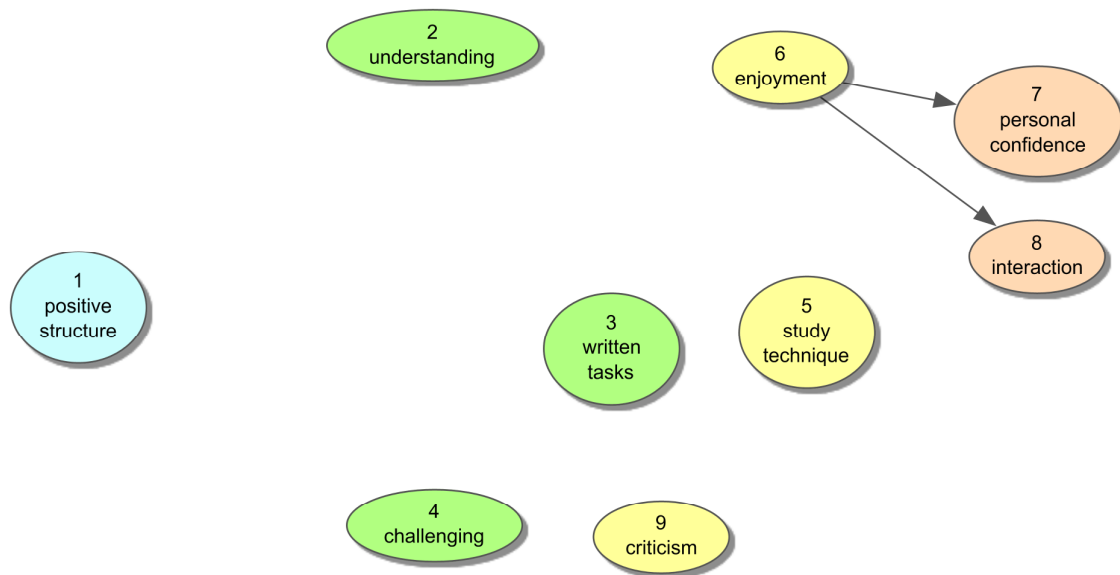 1
positive
structure
2
understanding
3
written
tasks
4
challenging
5
study
technique
6
enjoyment
7
personal
confidence
8
interaction
9
criticism